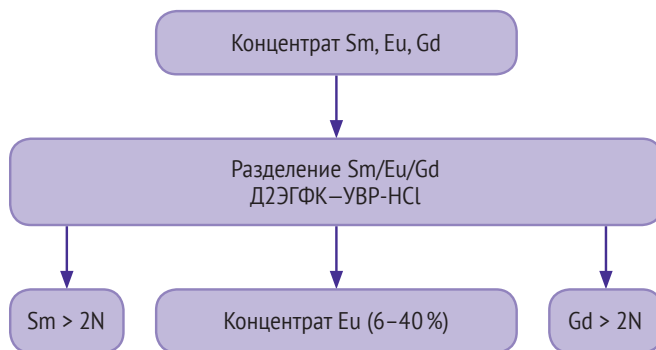 Концентрат Sm, Eu, Gd
Разделение Sm/Eu/Gd
Д2ЭГФК—УВР-HCl
Sm > 2N
Концентрат Eu (6–40 %)
Gd > 2N